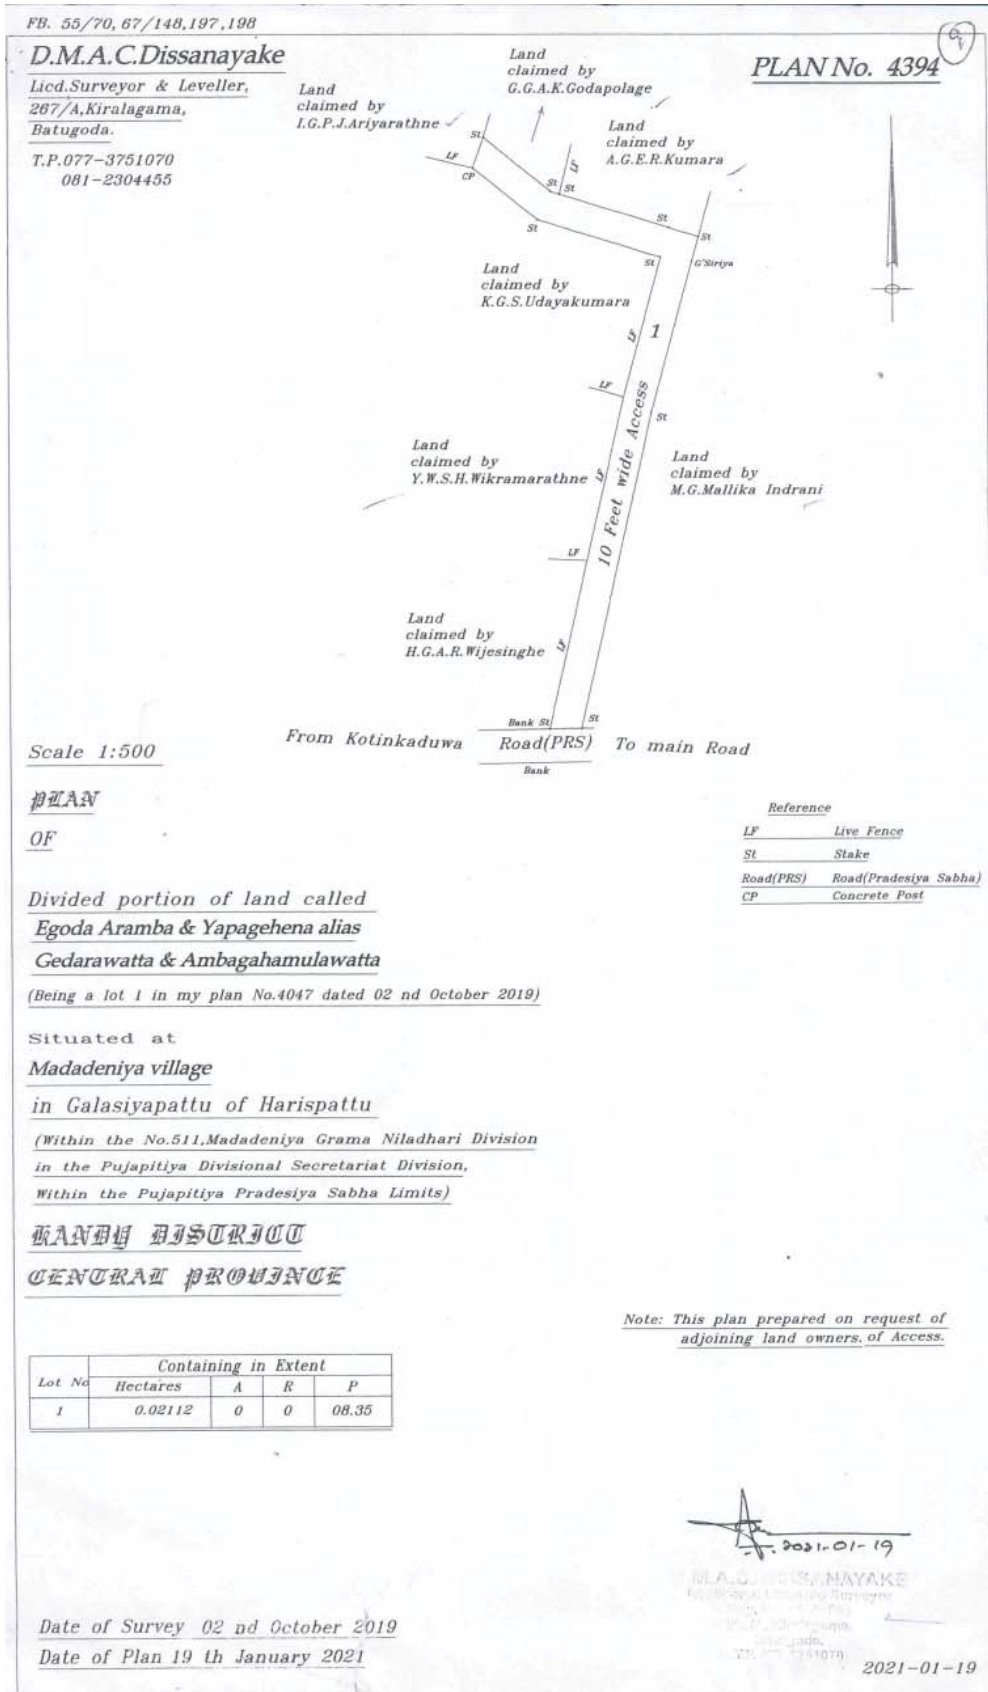 FB. 55/70, 67/148,197,198
D.M.A.C.Dissanayake
Licd.Surveyor & Leveller,
267/A,Kiralagama,
Batugoda.
T.P.077-3751070
081-2304455
PLAN No. 4394
Land
claimed by
I.G.P.J.Ariyarathne
Land
claimed by
G.G.A.K.Godapolage
Land
claimed by
A.G.E.R.Kumara
St
LF
CP
LF
St
St
St
St
St
St
G'Siriya
Land
claimed by
K.G.S.Udayakumara
LF
1
LF
St
10 Feet wide Access
Land
claimed by
Y.W.S.H.Wikramarathne
LF
Land
claimed by
M.G.Mallika Indrani
LF
Land
claimed by
H.G.A.R.Wijesinghe
LF
Bank St
St
From Kotinkaduwa Road(PRS) To main Road
Bank
Scale 1:500
PLAN
OF
Reference
LF Live Fence
St Stake
Road(PRS) Road(Pradesiya Sabha)
CP Concrete Post
Divided portion of land called
Egoda Aramba & Yapagehena alias
Gedarawatta & Ambagahamulawatta
(Being a lot 1 in my plan No.4047 dated 02 nd October 2019)
Situated at
Madadeniya village
in Galasiyapattu of Harispattu
(Within the No.511,Madadeniya Grama Niladhari Division
in the Pujapitiya Divisional Secretariat Division,
Within the Pujapitiya Pradesiya Sabha Limits)
KANDY DISTRICT
CENTRAL PROVINCE
Note: This plan prepared on request of
adjoining land owners. of Access.
Lot No Containing in Extent
Hectares A R P
1 0.02112 0 0 08.35
2021-01-19
Date of Survey 02 nd October 2019
Date of Plan 19 th January 2021
2021-01-19